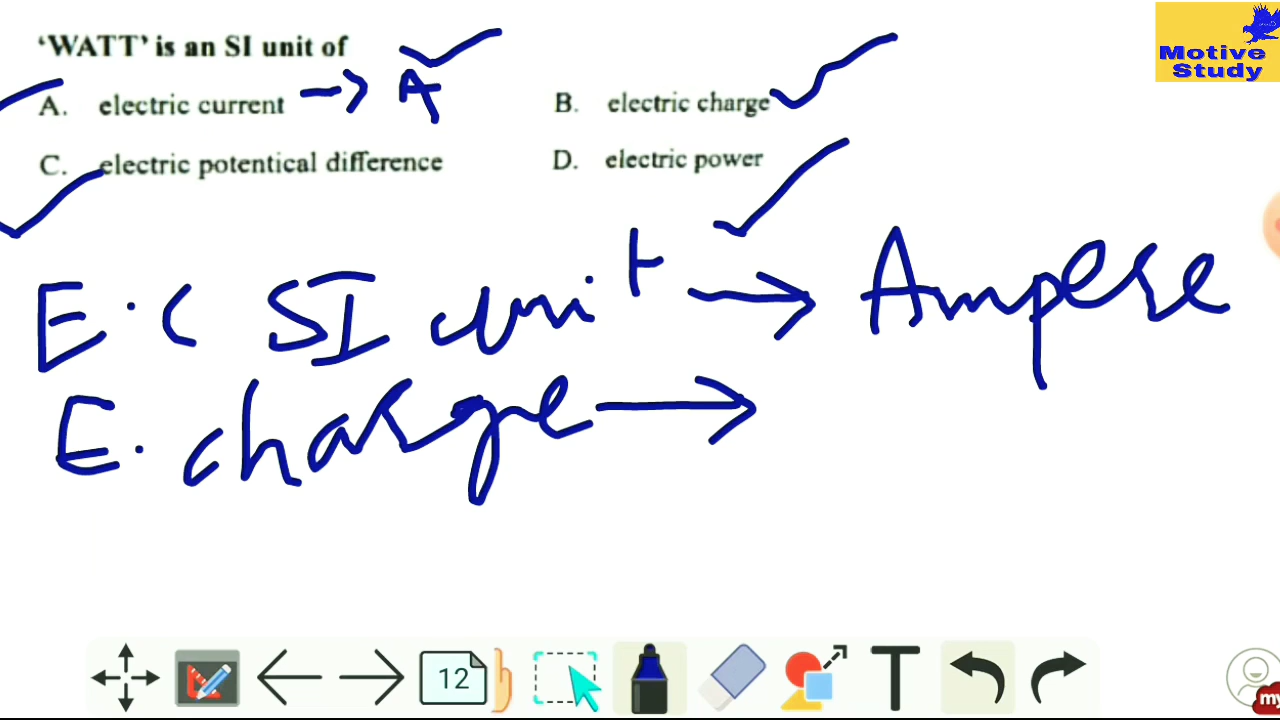 ‘WATT’ is an SI unit of
A. electric current → A
B. electric charge
C. electric potentical difference
D. electric power
E.C SI unit → Ampere
E. charge →
Motive
Study
12
T
my